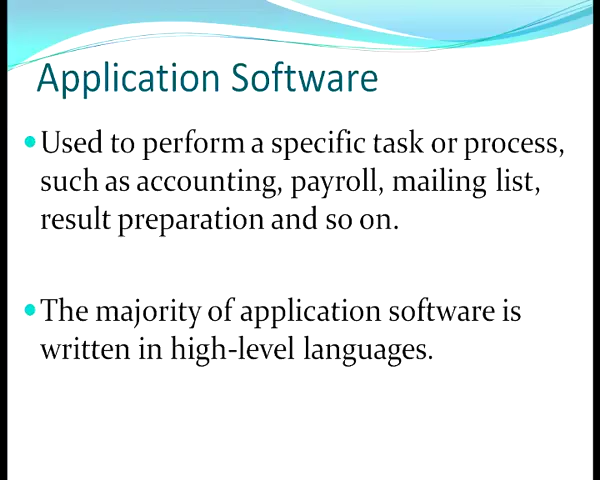 Application Software
Used to perform a specific task or process,
such as accounting, payroll, mailing list,
result preparation and so on.
The majority of application software is
written in high-level languages.